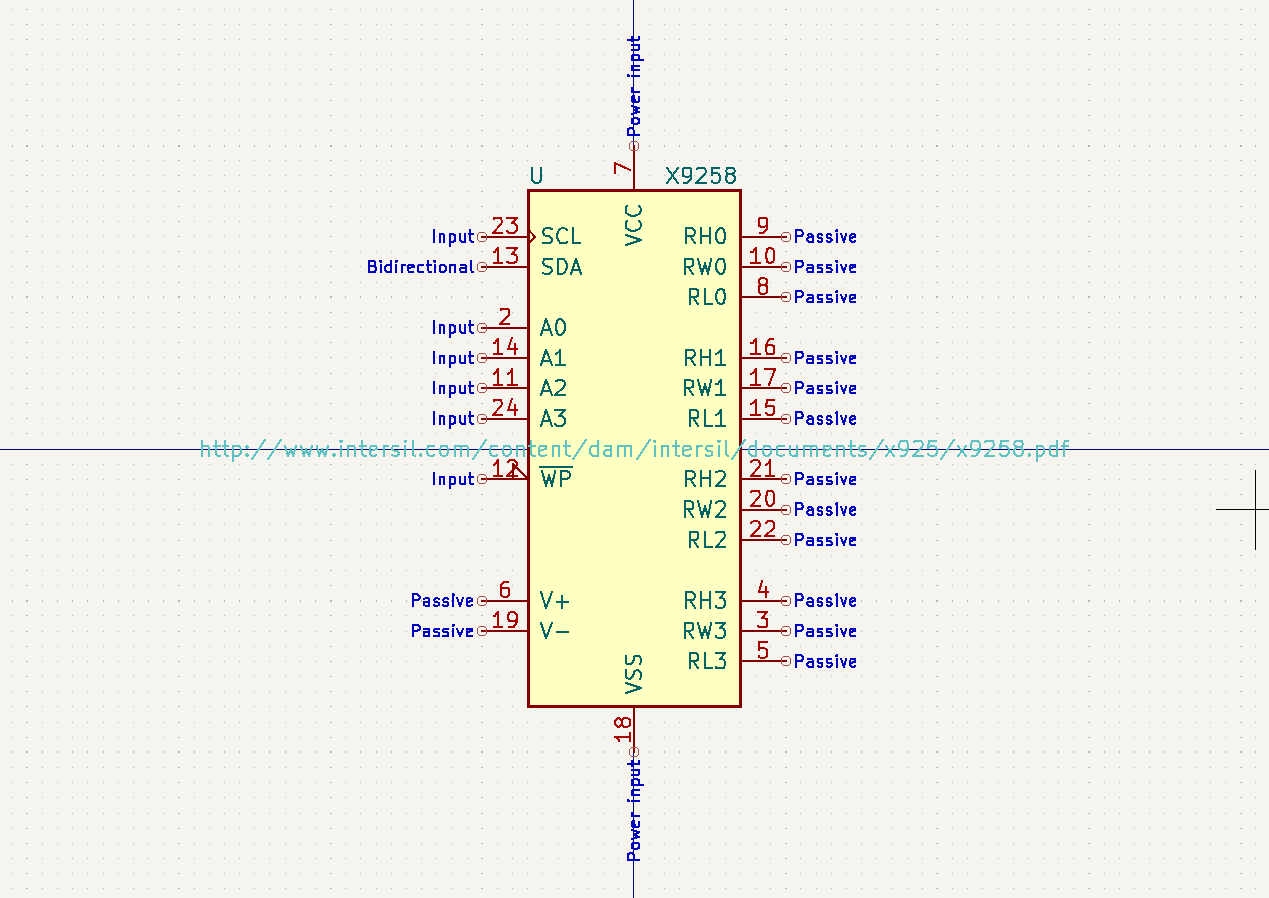 Power input
7
U X9258
VCC
Input 23 SCL RH0 9 Passive
Bidirectional 13 SDA RW0 10 Passive
RL0 8 Passive
Input 2 A0
Input 14 A1 RH1 16 Passive
Input 11 A2 RW1 17 Passive
Input 24 A3 RL1 15 Passive
http://www.intersil.com/content/dam/intersil/documents/x925/x9258.pdf
Input 12 WP RH2 21 Passive
RW2 20 Passive
RL2 22 Passive
Passive 6 V+ RH3 4 Passive
Passive 19 V- RW3 3 Passive
RL3 5 Passive
VSS
18
Power input